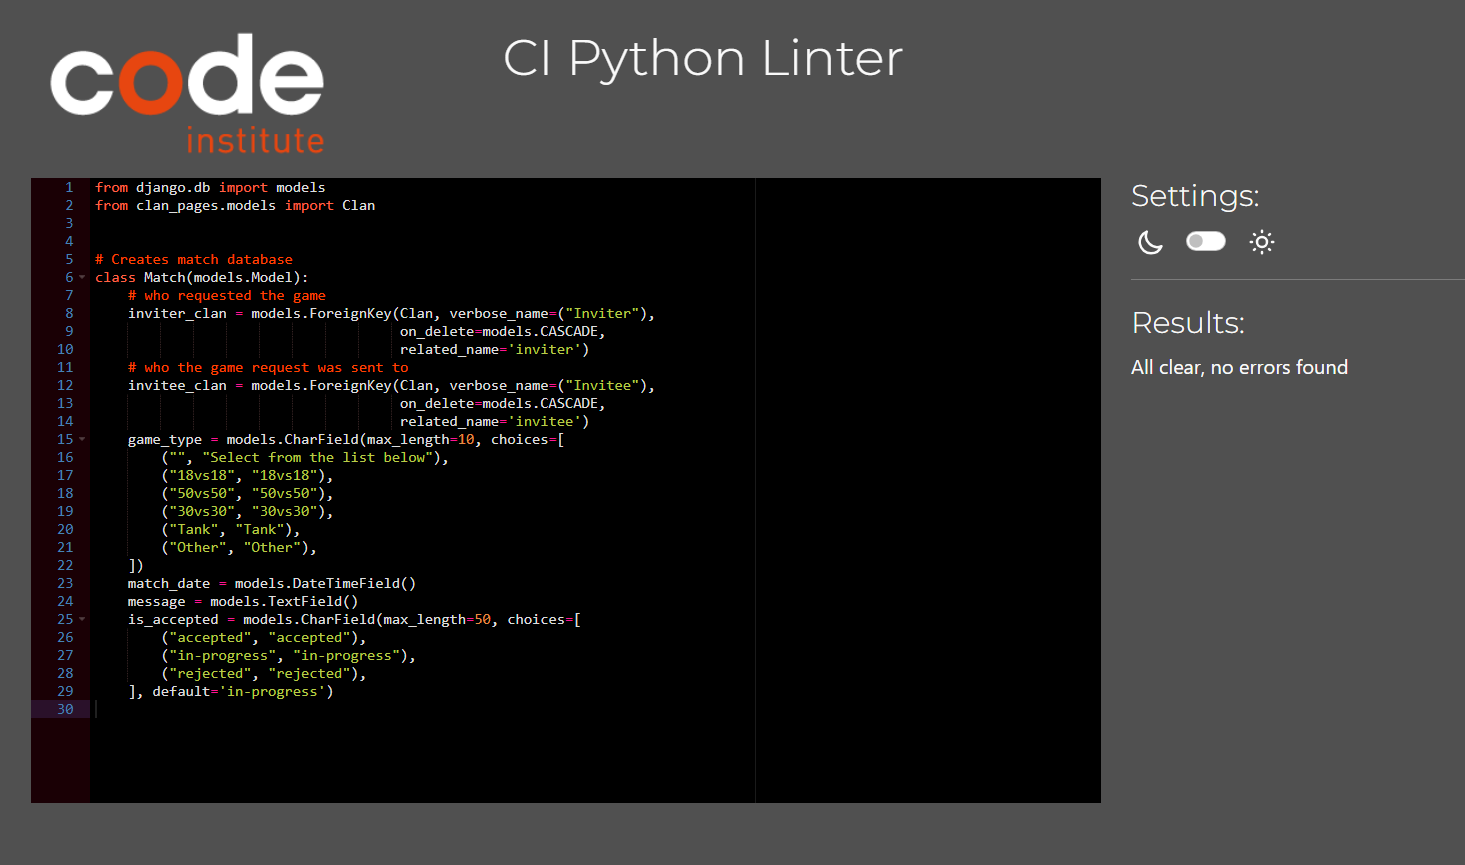 code
institute
CI Python Linter
1 from django.db import models
2 from clan_pages.models import Clan
3
4
5 # Creates match database
6 class Match(models.Model):
7     # who requested the game
8     inviter_clan = models.ForeignKey(Clan, verbose_name=("Inviter"),
9                                      on_delete=models.CASCADE,
10                                      related_name='inviter')
11     # who the game request was sent to
12     invitee_clan = models.ForeignKey(Clan, verbose_name=("Invitee"),
13                                      on_delete=models.CASCADE,
14                                      related_name='invitee')
15     game_type = models.CharField(max_length=10, choices=[
16         ("", "Select from the list below"),
17         ("18vs18", "18vs18"),
18         ("50vs50", "50vs50"),
19         ("30vs30", "30vs30"),
20         ("Tank", "Tank"),
21         ("Other", "Other"),
22     ])
23     match_date = models.DateTimeField()
24     message = models.TextField()
25     is_accepted = models.CharField(max_length=50, choices=[
26         ("accepted", "accepted"),
27         ("in-progress", "in-progress"),
28         ("rejected", "rejected"),
29     ], default='in-progress')
30
Settings:
Results:
All clear, no errors found